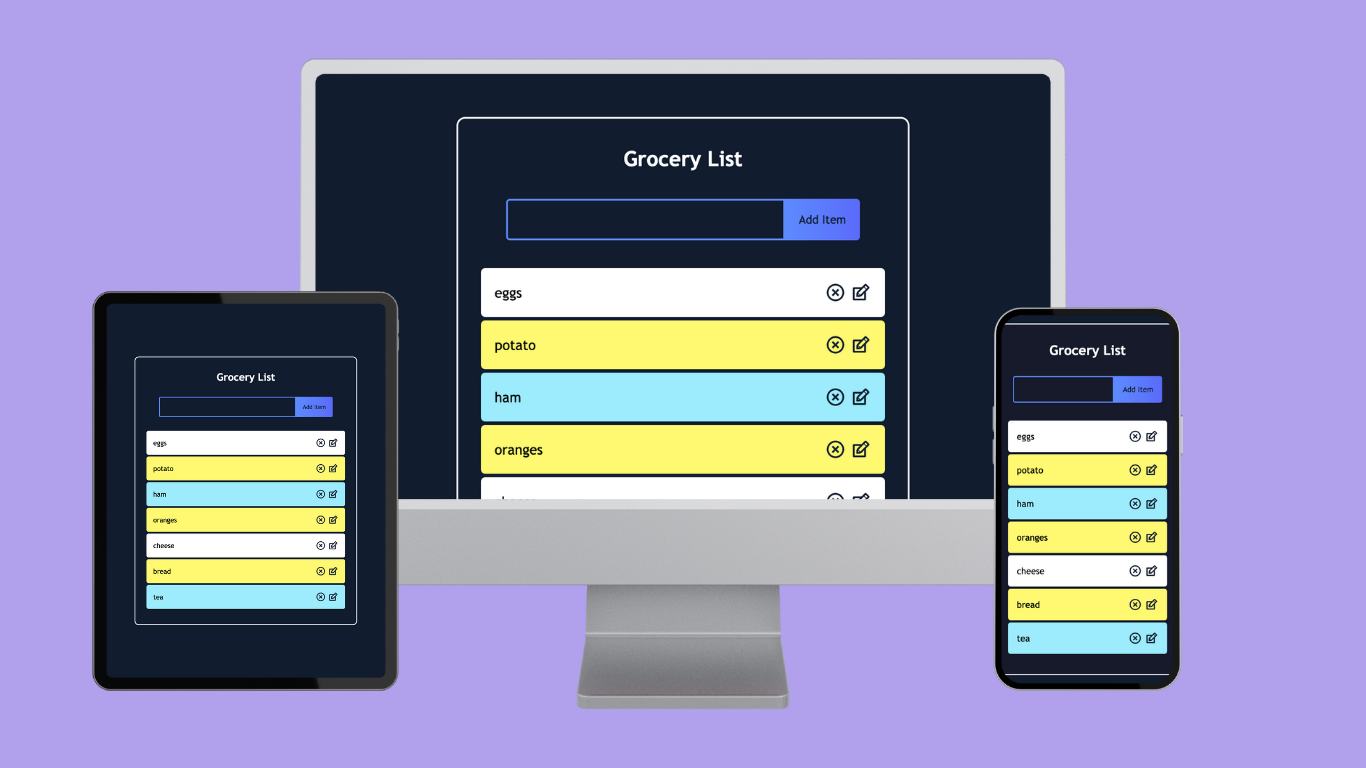 Grocery List
Add Item
eggs
potato
ham
oranges
Grocery List
Add Item
eggs
potato
ham
oranges
cheese
bread
tea
Grocery List
Add Item
eggs
potato
ham
oranges
cheese
bread
tea